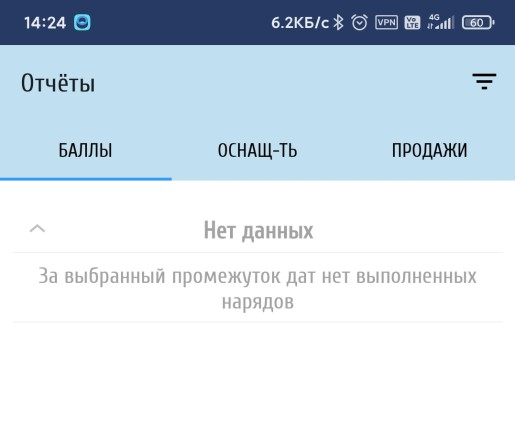 14:24 6.2КБ/с VPN Vo LTE 4G 60
Отчёты
БАЛЛЫ ОСНАЩ-ТЬ ПРОДАЖИ
Нет данных
За выбранный промежуток дат нет выполненных
нарядов